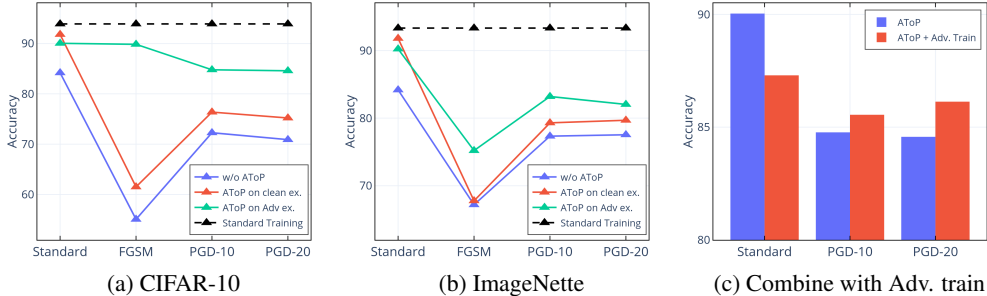 Accuracy
90
80
70
60
Standard
FGSM
PGD-10
PGD-20
w/o AToP
AToP on clean ex.
AToP on Adv ex.
Standard Training
(a) CIFAR-10
Accuracy
90
80
70
Standard
FGSM
PGD-10
PGD-20
w/o AToP
AToP on clean ex.
AToP on Adv ex.
Standard Training
(b) ImageNette
Accuracy
90
85
80
Standard
PGD-10
PGD-20
AToP
AToP + Adv. Train
(c) Combine with Adv. train